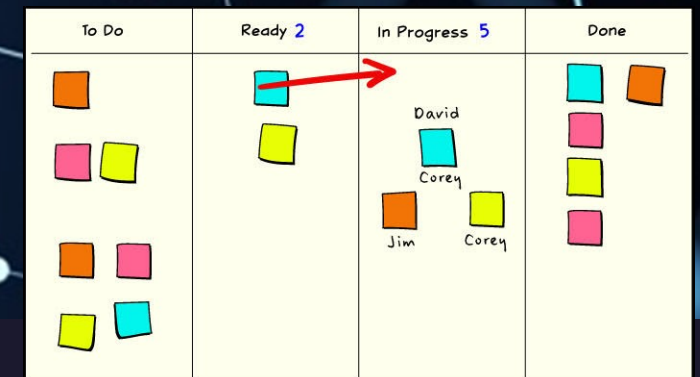 To Do
Ready 2
In Progress 5
Done
David
Corey
Jim
Corey